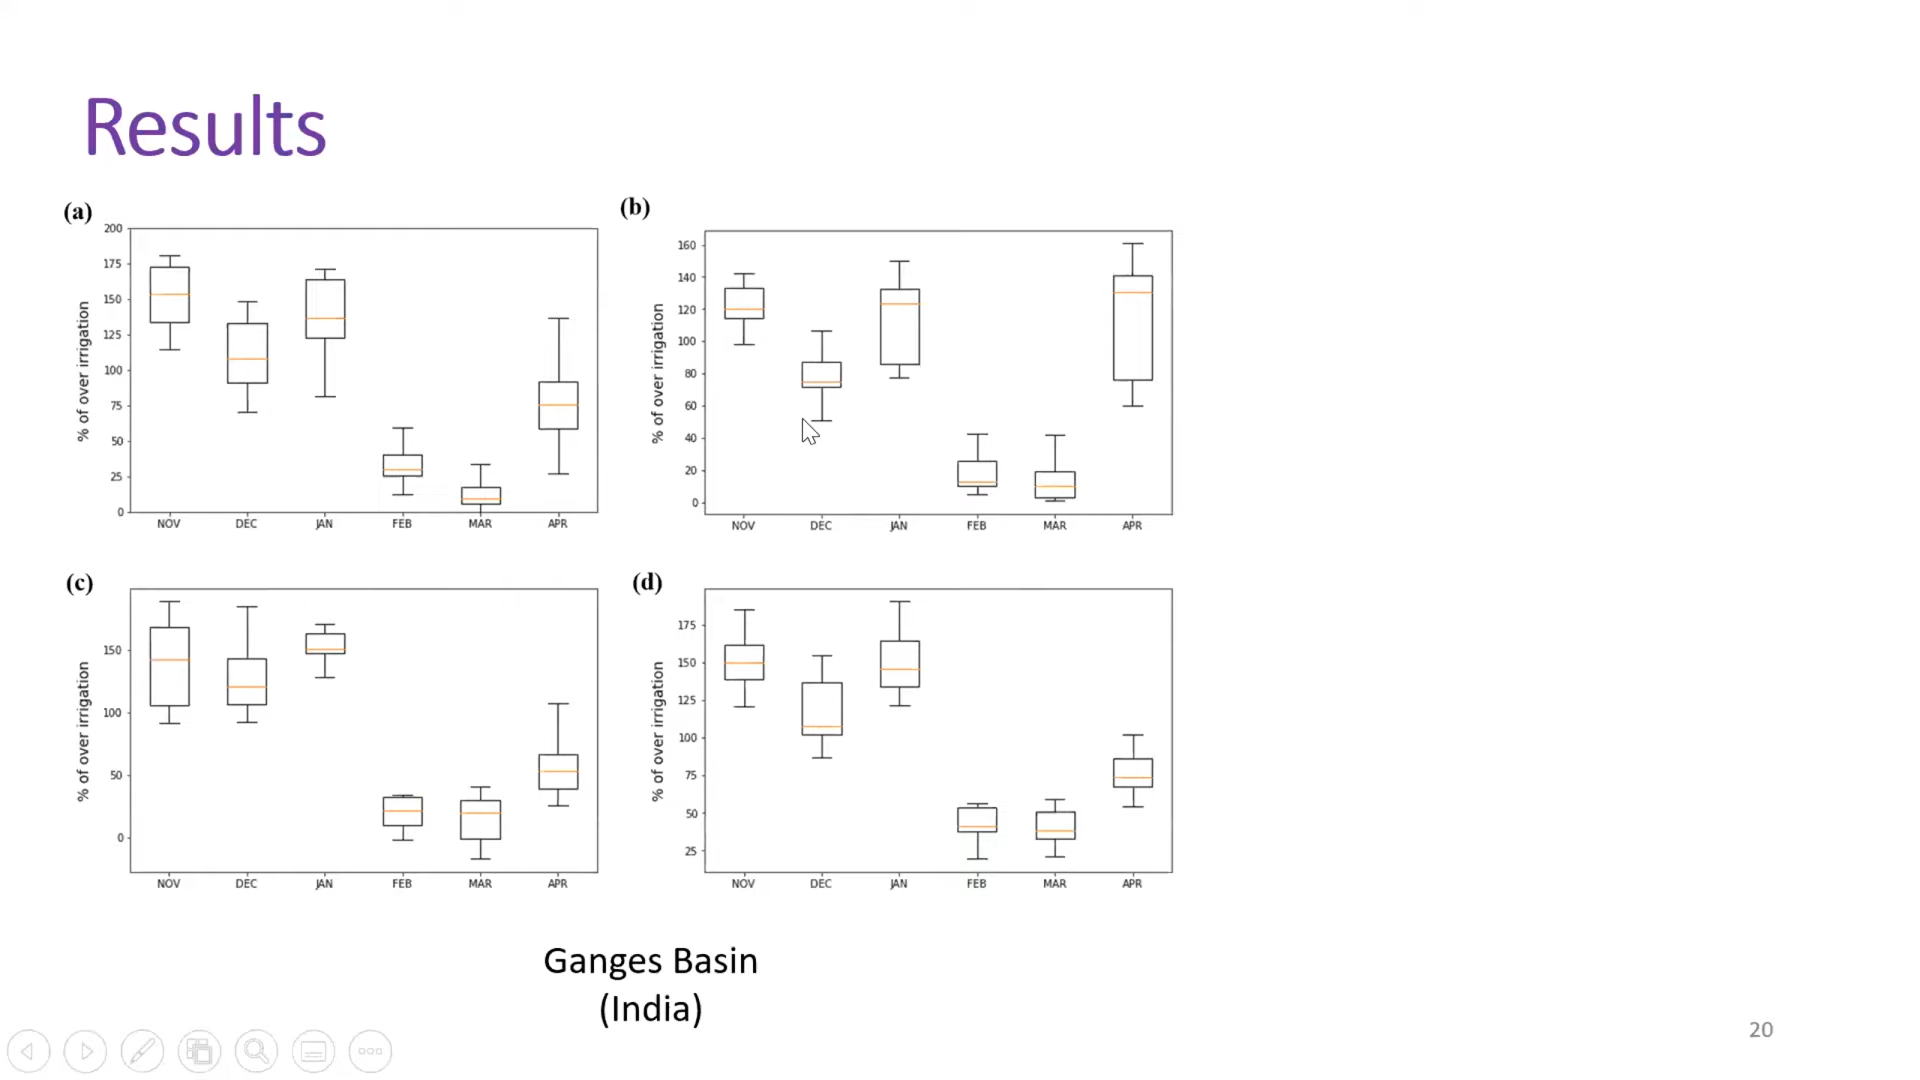 Results
(a)
200
175
150
125
100
75
50
25
0
% of over irrigation
NOV DEC JAN FEB MAR APR
(b)
160
140
120
100
80
60
40
20
0
% of over irrigation
NOV DEC JAN FEB MAR APR
(c)
150
100
50
0
% of over irrigation
NOV DEC JAN FEB MAR APR
(d)
175
150
125
100
75
50
25
% of over irrigation
NOV DEC JAN FEB MAR APR
Ganges Basin
(India)
20